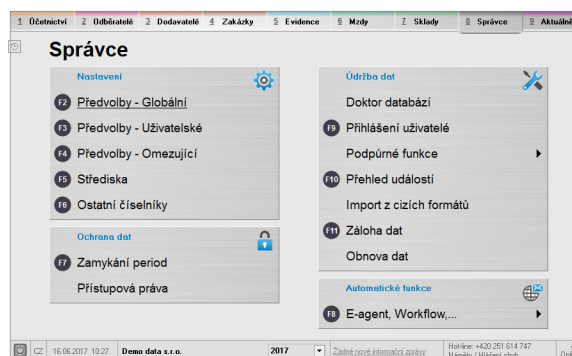 1 Účetnictví 2 Odběratelé 3 Dodavatelé 4 Zakázky 5 Evidence 6 Mzdy 7 Sklady 8 Správce 9 Aktuálně
Správce
Nastavení
F2 Předvolby - Globální
F3 Předvolby - Uživatelské
F4 Předvolby - Omezující
F5 Střediska
F6 Ostatní číselníky
Ochrana dat
F7 Zamykání period
Přístupová práva
Údržba dat
Doktor databází
F9 Přihlášení uživatelé
Podpůrné funkce
F10 Přehled událostí
Import z cizích formátů
F11 Záloha dat
Obnova dat
Automatické funkce
F8 E-agent, Workflow,...
CZ 16.06.2017 10:27 Demo data s.r.o. 2017 Žádné nové informační zprávy Hot-line: +420 251 614 747
Náměty / Hlášení chyb